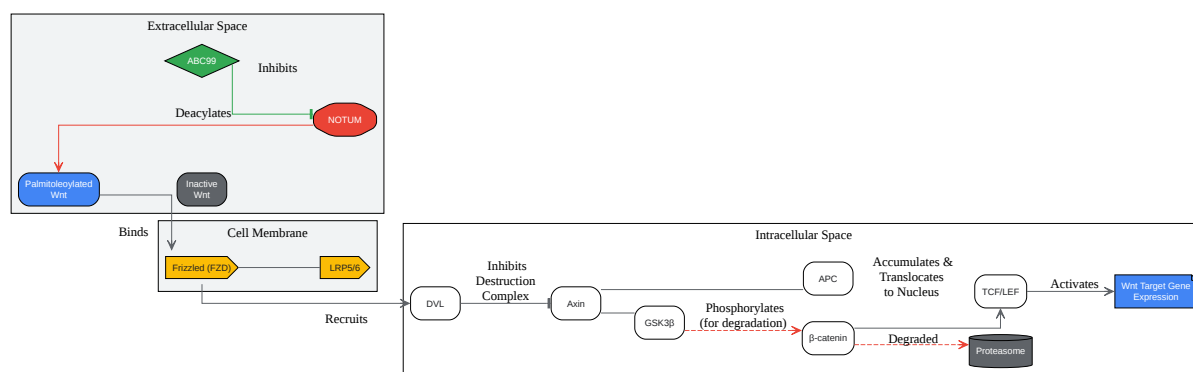 Extracellular Space
ABC99
Inhibits
Deacylates
NOTUM
Palmitoleoylated
Wnt
Inactive
Wnt
Binds
Cell Membrane
Frizzled (FZD)
LRP5/6
Recruits
Intracellular Space
DVL
Inhibits
Destruction
Complex
Axin
APC
GSK3β
Phosphorylates
(for degradation)
β-catenin
Accumulates &
Translocates
to Nucleus
Degraded
TCF/LEF
Proteasome
Activates
Wnt Target Gene
Expression